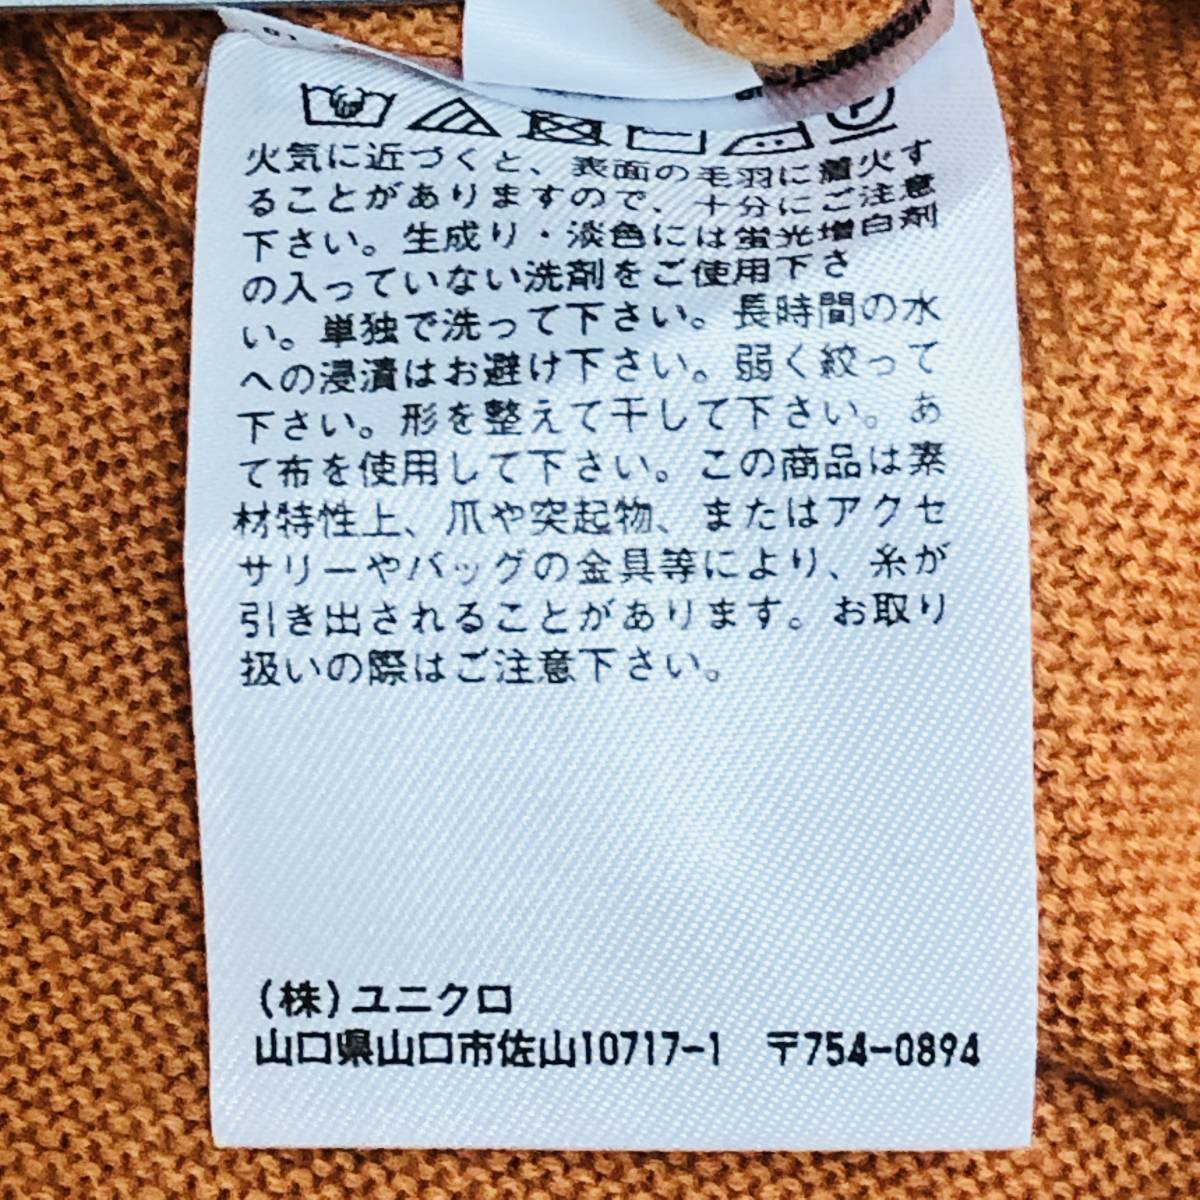 火気に近づくと、表面の毛羽に着火す
ることがありますので、十分にご注意
下さい。生成り・淡色には蛍光増白剤
の入っていない洗剤をご使用下さ
い。単独で洗って下さい。長時間の水
への浸漬はお避け下さい。弱く絞って
下さい。形を整えて干して下さい。あ
て布を使用して下さい。この商品は素
材特性上、爪や突起物、またはアクセ
サリーやバッグの金具等により、糸が
引き出されることがあります。お取り
扱いの際はご注意下さい。
(株)ユニクロ
山口県山口市佐山10717-1 〒754-0894